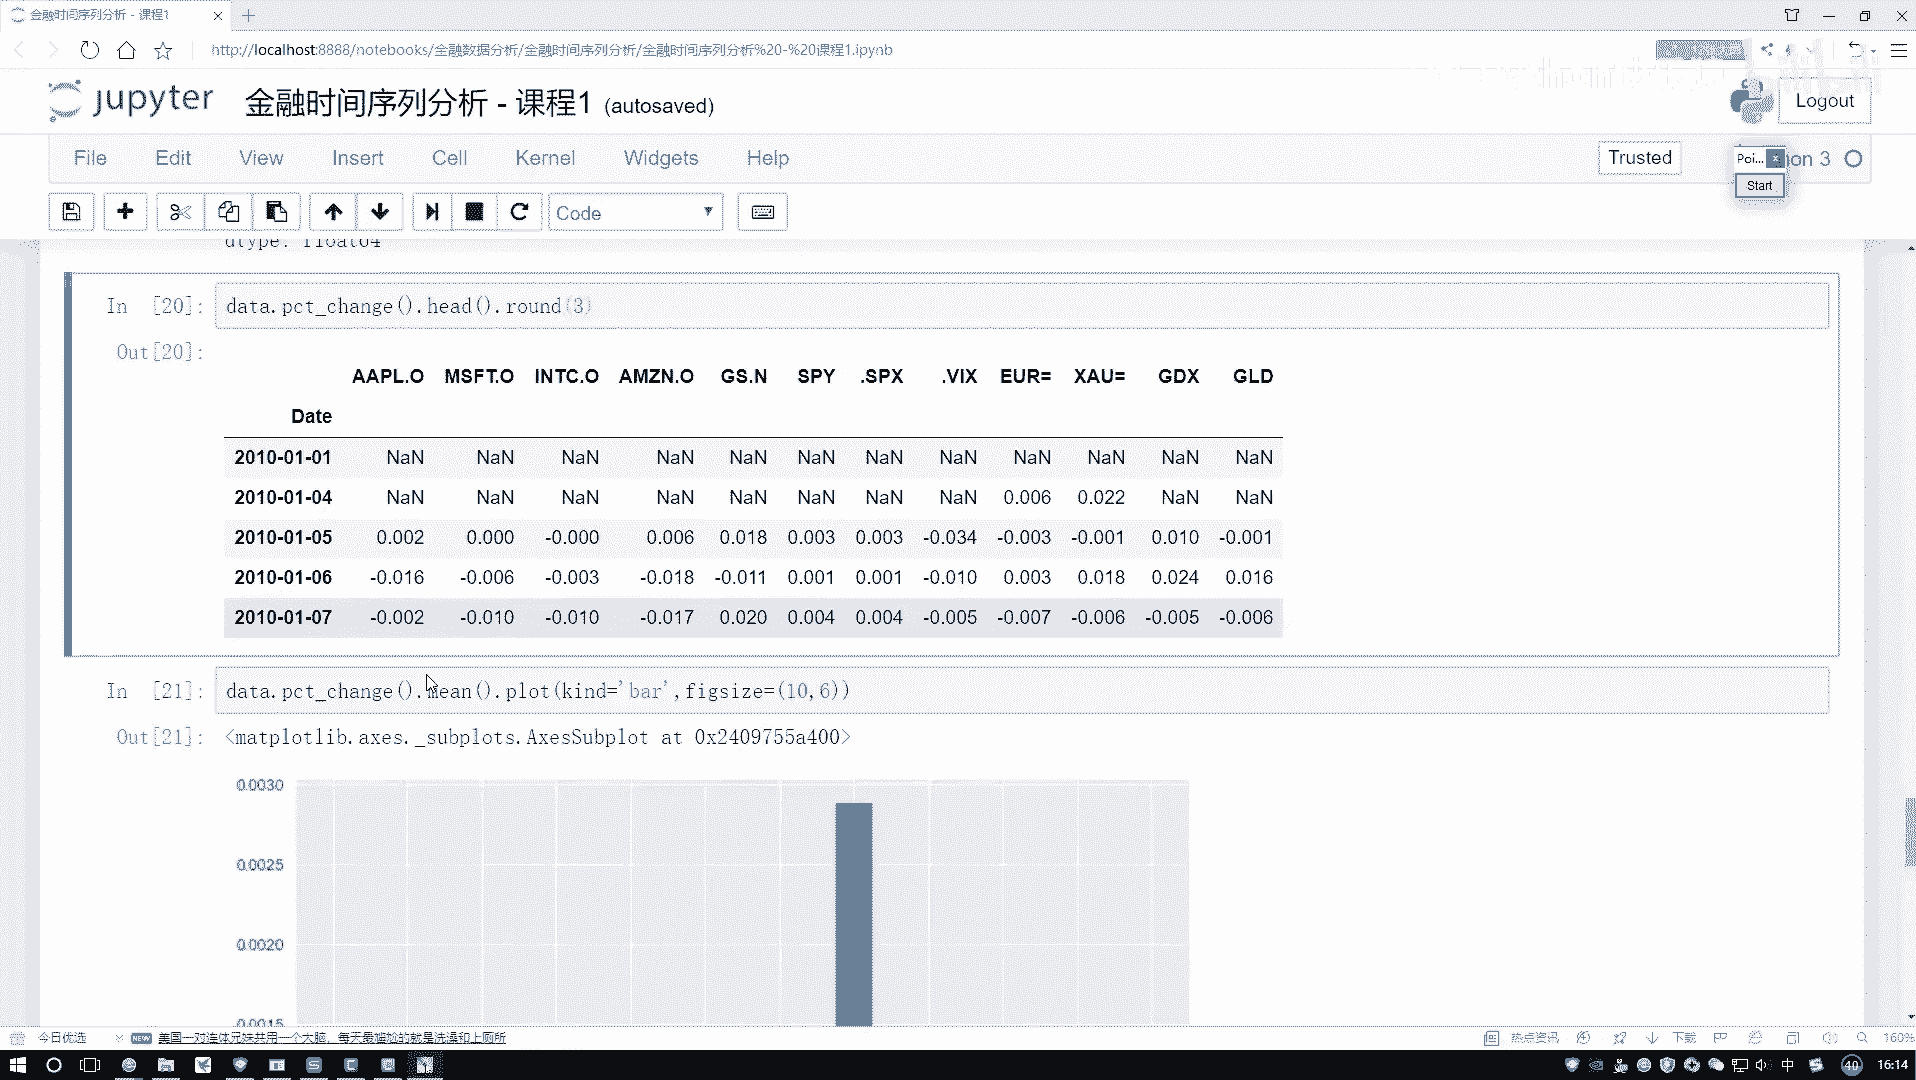 金融时间序列分析 - 课程1
http://localhost:8888/notebooks/金融数据分析/金融时间序列分析/金融时间序列分析%20-%20课程1.ipynb
jupyter 金融时间序列分析 - 课程1 (autosaved)
Logout
File Edit View Insert Cell Kernel Widgets Help
Trusted
Poi... hon 3
Start
Code
dtype: float64
In [20]: data.pct_change().head().round(3)
Out[20]:
AAPL.O MSFT.O INTC.O AMZN.O GS.N SPY .SPX .VIX EUR= XAU= GDX GLD
Date
2010-01-01 NaN NaN NaN NaN NaN NaN NaN NaN NaN NaN NaN NaN
2010-01-04 NaN NaN NaN NaN NaN NaN NaN NaN 0.006 0.022 NaN NaN
2010-01-05 0.002 0.000 -0.000 0.006 0.018 0.003 0.003 -0.034 -0.003 -0.001 0.010 -0.001
2010-01-06 -0.016 -0.006 -0.003 -0.018 -0.011 0.001 0.001 -0.010 0.003 0.018 0.024 0.016
2010-01-07 -0.002 -0.010 -0.010 -0.017 0.020 0.004 0.004 -0.005 -0.007 -0.006 -0.005 -0.006
In [21]: data.pct_change().mean().plot(kind='bar',figsize=(10,6))
Out[21]: <matplotlib.axes._subplots.AxesSubplot at 0x2409755a400>
0.0030
0.0025
0.0020
0.0015
今日优选 NEW 美国一对连体兄妹共用一个大脑，每天最尴尬的就是洗澡和上厕所
热点资讯 下载 160%
中 40 16:14